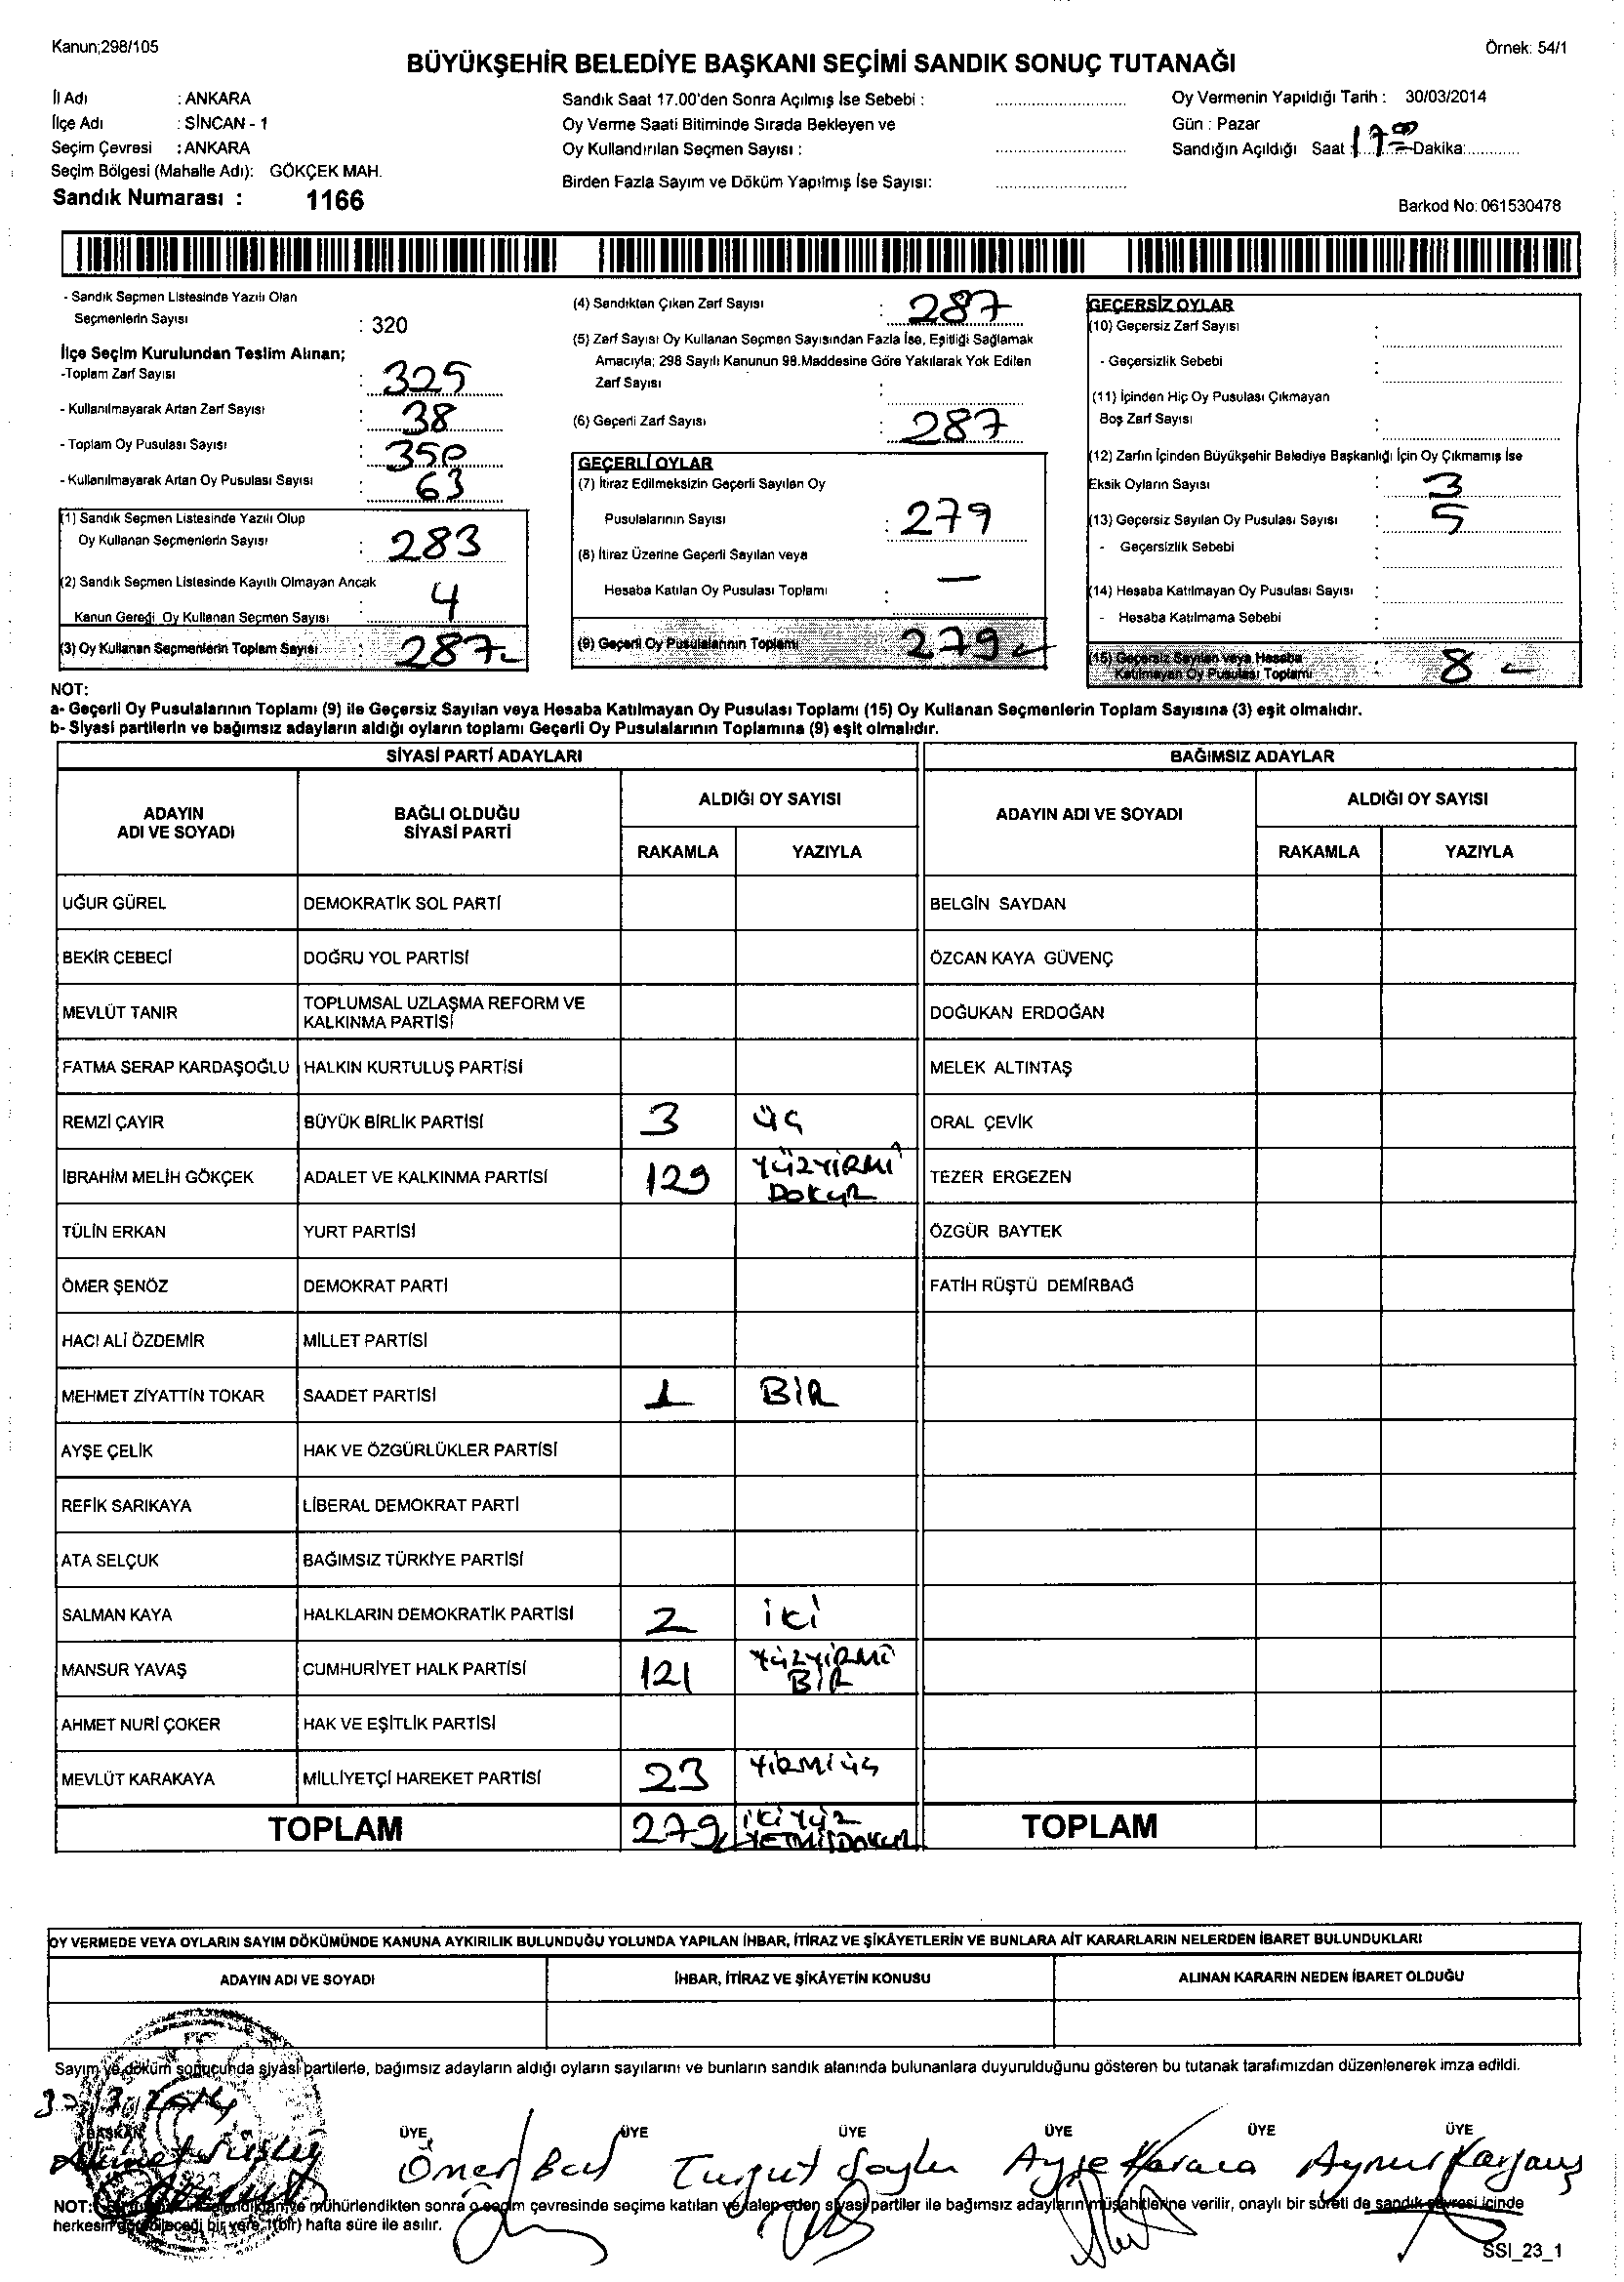 Kanun;298/105
Örnek: 54/1
BÜYÜKŞEHİR BELEDİYE BAŞKANI SEÇİMİ SANDIK SONUÇ TUTANAĞI
İl Adı : ANKARA
İlçe Adı : SİNCAN - 1
Seçim Çevresi : ANKARA
Seçim Bölgesi (Mahalle Adı): GÖKÇEK MAH.
Sandık Numarası : 1166
Sandık Saat 17.00'den Sonra Açılmış İse Sebebi :
Oy Verme Saati Bitiminde Sırada Bekleyen ve
Oy Kullandırılan Seçmen Sayısı :
Birden Fazla Sayım ve Döküm Yapılmış İse Sayısı:
Oy Vermenin Yapıldığı Tarih : 30/03/2014
Gün : Pazar
Sandığın Açıldığı Saat : 17 00 Dakika:
Barkod No: 061530478
- Sandık Seçmen Listesinde Yazılı Olan
Seçmenlerin Sayısı : 320
İlçe Seçim Kurulundan Teslim Alınan;
-Toplam Zarf Sayısı : 325
- Kullanılmayarak Artan Zarf Sayısı : 38
- Toplam Oy Pusulası Sayısı : 350
- Kullanılmayarak Artan Oy Pusulası Sayısı : 63
(1) Sandık Seçmen Listesinde Yazılı Olup
Oy Kullanan Seçmenlerin Sayısı : 283
(2) Sandık Seçmen Listesinde Kayıtlı Olmayan Ancak
Kanun Gereği Oy Kullanan Seçmen Sayısı : 4
(3) Oy Kullanan Seçmenlerin Toplam Sayısı : 287
(4) Sandıktan Çıkan Zarf Sayısı : 287
(5) Zarf Sayısı Oy Kullanan Seçmen Sayısından Fazla İse, Eşitliği Sağlamak
Amacıyla; 298 Sayılı Kanunun 98.Maddesine Göre Yakılarak Yok Edilen
Zarf Sayısı :
(6) Geçerli Zarf Sayısı : 287
GEÇERLİ OYLAR
(7) İtiraz Edilmeksizin Geçerli Sayılan Oy
Pusulalarının Sayısı : 279
(8) İtiraz Üzerine Geçerli Sayılan veya
Hesaba Katılan Oy Pusulası Toplamı : —
(9) Geçerli Oy Pusulalarının Toplamı 279
GEÇERSİZ OYLAR
(10) Geçersiz Zarf Sayısı :
- Geçersizlik Sebebi :
(11) İçinden Hiç Oy Pusulası Çıkmayan
Boş Zarf Sayısı :
(12) Zarfın İçinden Büyükşehir Belediye Başkanlığı İçin Oy Çıkmamış İse
Eksik Oyların Sayısı : 3
(13) Geçersiz Sayılan Oy Pusulası Sayısı : 5
- Geçersizlik Sebebi :
(14) Hesaba Katılmayan Oy Pusulası Sayısı :
- Hesaba Katılmama Sebebi :
(15) Geçersiz Sayılan veya Hesaba
Katılmayan Oy Pusulası Toplamı : 8
NOT:
a- Geçerli Oy Pusulalarının Toplamı (9) ile Geçersiz Sayılan veya Hesaba Katılmayan Oy Pusulası Toplamı (15) Oy Kullanan Seçmenlerin Toplam Sayısına (3) eşit olmalıdır.
b- Siyasi partilerin ve bağımsız adayların aldığı oyların toplamı Geçerli Oy Pusulalarının Toplamına (9) eşit olmalıdır.
SİYASİ PARTİ ADAYLARI
BAĞIMSIZ ADAYLAR
ADAYIN ADI VE SOYADI
BAĞLI OLDUĞU SİYASİ PARTİ
ALDIĞI OY SAYISI
RAKAMLA YAZIYLA
ADAYIN ADI VE SOYADI
ALDIĞI OY SAYISI
RAKAMLA YAZIYLA
UĞUR GÜREL DEMOKRATİK SOL PARTİ BELGİN SAYDAN
BEKİR CEBECİ DOĞRU YOL PARTİSİ ÖZCAN KAYA GÜVENÇ
MEVLÜT TANIR TOPLUMSAL UZLAŞMA REFORM VE KALKINMA PARTİSİ DOĞUKAN ERDOĞAN
FATMA SERAP KARDAŞOĞLU HALKIN KURTULUŞ PARTİSİ MELEK ALTINTAŞ
REMZİ ÇAYIR BÜYÜK BİRLİK PARTİSİ 3 üç ORAL ÇEVİK
İBRAHİM MELİH GÖKÇEK ADALET VE KALKINMA PARTİSİ 129 YÜZYİRMİ DOKUZ TEZER ERGEZEN
TÜLİN ERKAN YURT PARTİSİ ÖZGÜR BAYTEK
ÖMER ŞENÖZ DEMOKRAT PARTİ FATİH RÜŞTÜ DEMİRBAĞ
HACI ALİ ÖZDEMİR MİLLET PARTİSİ
MEHMET ZİYATTİN TOKAR SAADET PARTİSİ 1 BİR
AYŞE ÇELİK HAK VE ÖZGÜRLÜKLER PARTİSİ
REFİK SARIKAYA LİBERAL DEMOKRAT PARTİ
ATA SELÇUK BAĞIMSIZ TÜRKİYE PARTİSİ
SALMAN KAYA HALKLARIN DEMOKRATİK PARTİSİ 2 iki
MANSUR YAVAŞ CUMHURİYET HALK PARTİSİ 121 YÜZYİRMİ BİR
AHMET NURİ ÇOKER HAK VE EŞİTLİK PARTİSİ
MEVLÜT KARAKAYA MİLLİYETÇİ HAREKET PARTİSİ 23 YİRMİÜÇ
TOPLAM 279 İKİYÜZ YETMİŞDOKUZ TOPLAM
OY VERMEDE VEYA OYLARIN SAYIM DÖKÜMÜNDE KANUNA AYKIRILIK BULUNDUĞU YOLUNDA YAPILAN İHBAR, İTİRAZ VE ŞİKÂYETLERİN VE BUNLARA AİT KARARLARIN NELERDEN İBARET BULUNDUKLARI
ADAYIN ADI VE SOYADI İHBAR, İTİRAZ VE ŞİKÂYETİN KONUSU ALINAN KARARIN NEDEN İBARET OLDUĞU
Sayım ve döküm sonucunda siyasi partilerle, bağımsız adayların aldığı oyların sayılarını ve bunların sandık alanında bulunanlara duyurulduğunu gösteren bu tutanak tarafımızdan düzenlenerek imza edildi.
BAŞKAN ÜYE ÜYE ÜYE ÜYE ÜYE ÜYE
Ömer Turgut Ayşe Karaca Aynur
NOT: mühürlendikten sonra o seçim çevresinde seçime katılan ve talep eden siyasi partiler ile bağımsız adayların müşahitlerine verilir, onaylı bir sureti de sandık çevresi içinde
herkesin görebileceği bir yere 1(bir) hafta süre ile asılır.
SSI_23_1